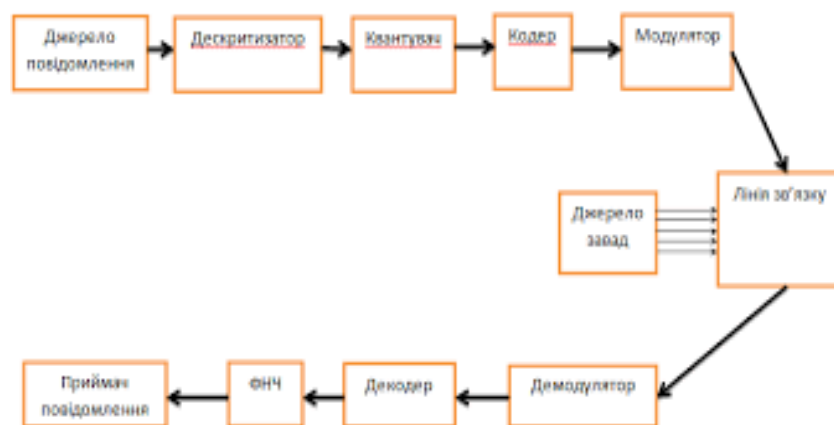 Джерело
повідомлення
Дескритизатор
Квантувач
Кодер
Модулятор
Лінія зв'язку
Джерело
завад
Приймач
повідомлення
ФНЧ
Декодер
Демодулятор